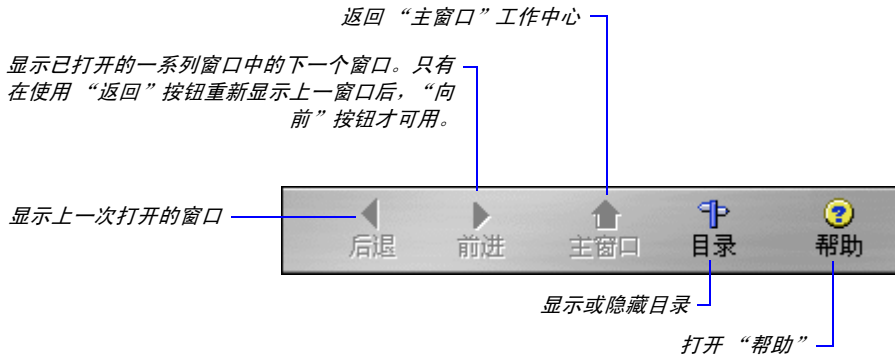 返回 “主窗口”工作中心
显示已打开的一系列窗口中的下一个窗口。只有
在使用 “返回”按钮重新显示上一窗口后，“向
前”按钮才可用。
显示上一次打开的窗口
后退 前进 主窗口 目录 帮助
显示或隐藏目录
打开 “帮助”